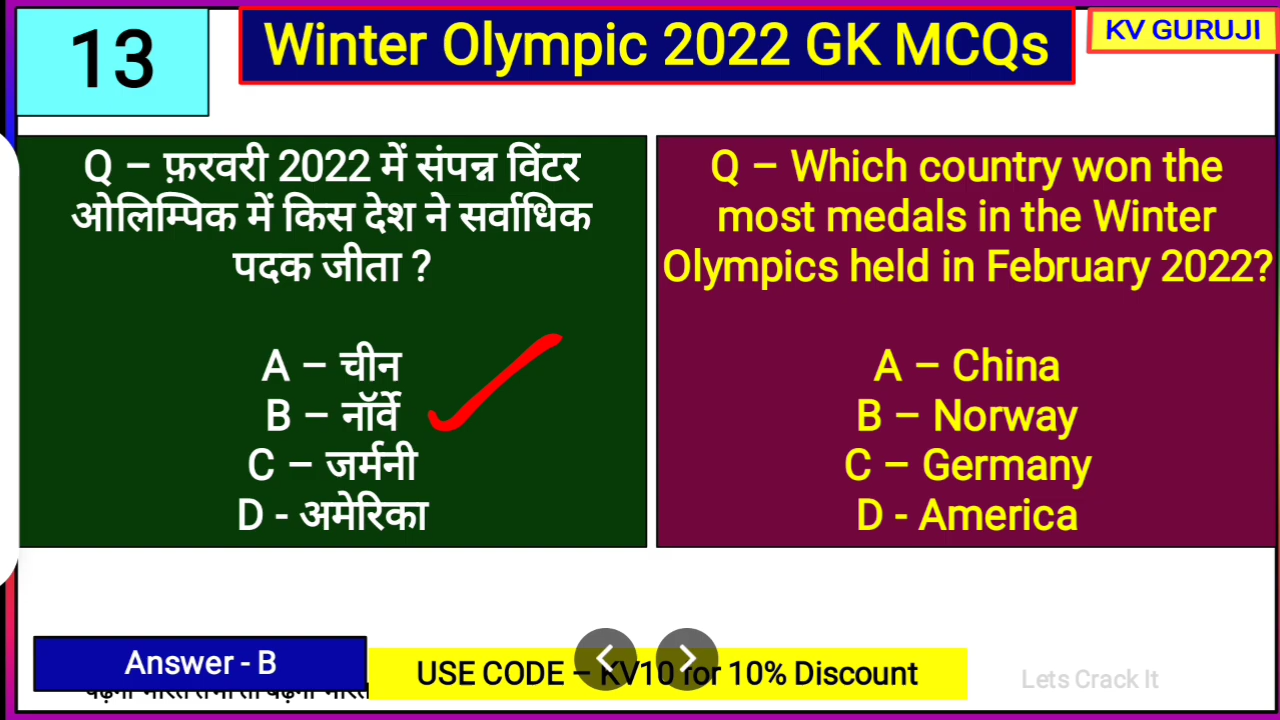 13
Winter Olympic 2022 GK MCQs
KV GURUJI
Q – फ़रवरी 2022 में संपन्न विंटर
ओलिम्पिक में किस देश ने सर्वाधिक
पदक जीता ?
A – चीन
B – नॉर्वे
C – जर्मनी
D - अमेरिका
Q – Which country won the
most medals in the Winter
Olympics held in February 2022?
A – China
B – Norway
C – Germany
D - America
Answer - B
USE CODE – KV10 for 10% Discount
Lets Crack It